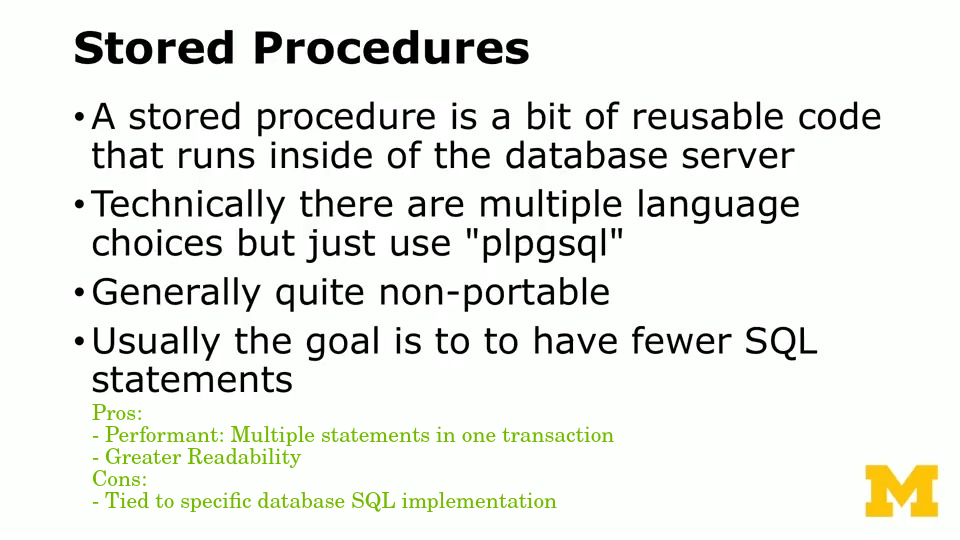 Stored Procedures
•A stored procedure is a bit of reusable code
that runs inside of the database server
•Technically there are multiple language
choices but just use "plpgsql"
•Generally quite non-portable
•Usually the goal is to to have fewer SQL
statements
Pros:
- Performant: Multiple statements in one transaction
- Greater Readability
Cons:
- Tied to specific database SQL implementation
M